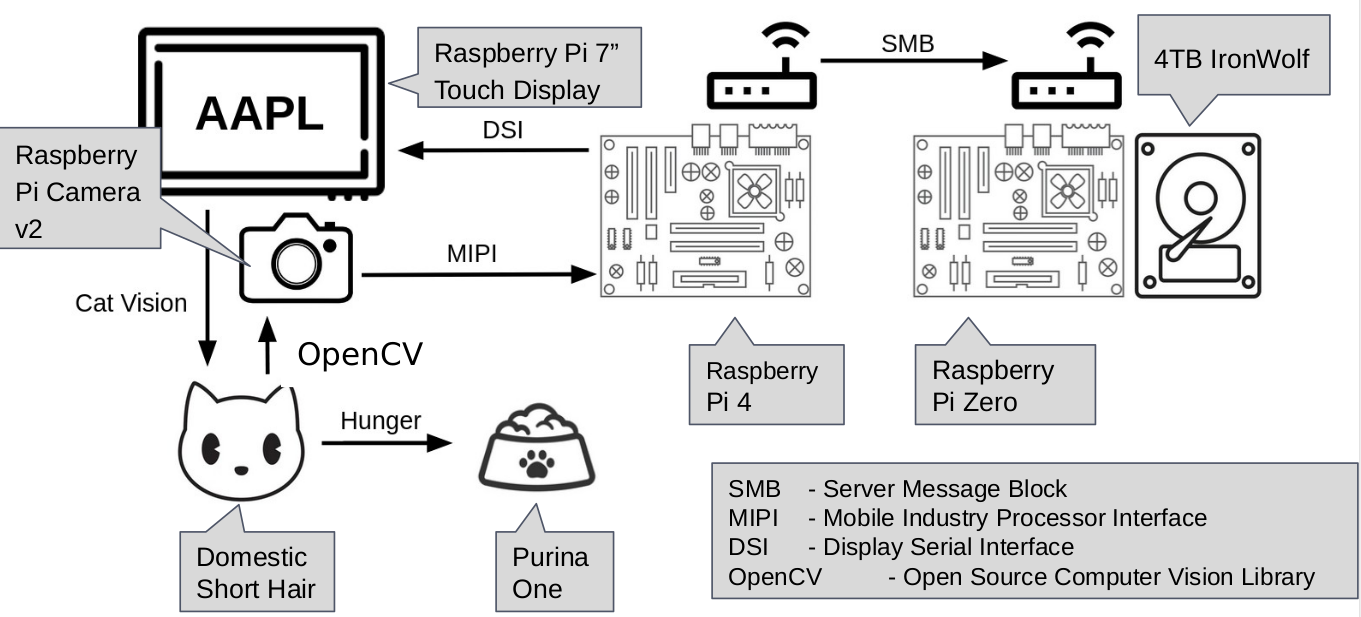 AAPL
Raspberry Pi 7”
Touch Display
SMB
4TB IronWolf
DSI
Raspberry
Pi Camera
v2
MIPI
Cat Vision
OpenCV
Raspberry
Pi 4
Raspberry
Pi Zero
Hunger
SMB - Server Message Block
MIPI - Mobile Industry Processor Interface
DSI - Display Serial Interface
OpenCV - Open Source Computer Vision Library
Domestic
Short Hair
Purina
One